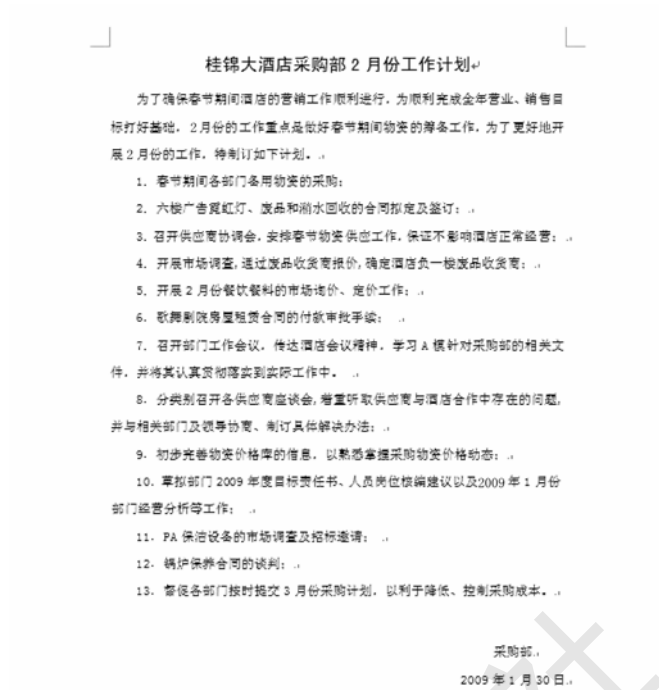 桂锦大酒店采购部 2 月份工作计划
为了确保春节期间酒店的营销工作顺利进行，为顺利完成全年营业、销售目
标打好基础，2月份的工作重点是做好春节期间物资的筹备工作，为了更好地开
展 2 月份的工作，特制订如下计划。
1．春节期间各部门备用物资的采购；
2．六楼广告霓虹灯、废品和潲水回收的合同拟定及签订；
3．召开供应商协调会，安排春节物资供应工作，保证不影响酒店正常经营；
4．开展市场调查，通过废品收货商报价，确定酒店负一楼废品收货商；
5．开展 2 月份餐饮餐料的市场询价、定价工作；
6．歌舞剧院房屋租赁合同的付款审批手续；
7．召开部门工作会议，传达酒店会议精神，学习 A 模针对采购部的相关文
件，并将其认真贯彻落实到实际工作中。
8．分类别召开各供应商座谈会，着重听取供应商与酒店合作中存在的问题，
并与相关部门及领导协商、制订具体解决办法；
9．初步完善物资价格库的信息，以熟悉掌握采购物资价格动态；
10．草拟部门 2009 年度目标责任书、人员岗位核编建议以及2009 年 1 月份
部门经营分析等工作；
11．PA 保洁设备的市场调查及招标邀请；
12．锅炉保养合同的谈判；
13．督促各部门按时提交 3 月份采购计划，以利于降低、控制采购成本。
采购部
2009 年 1 月 30 日